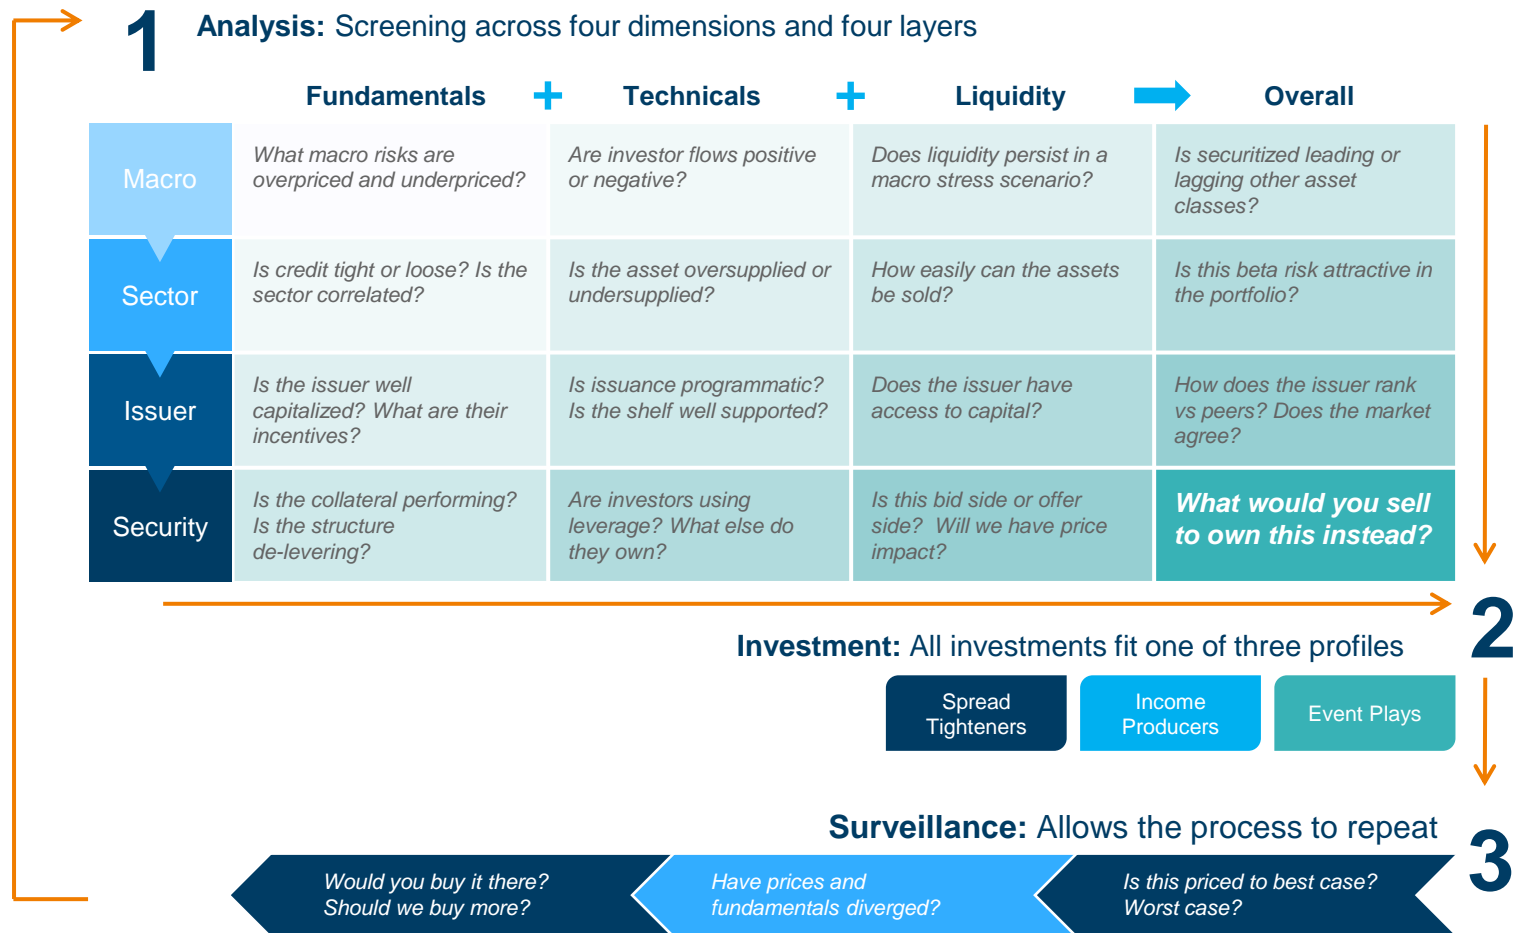 1
Analysis: Screening across four dimensions and four layers
Fundamentals + Technicals + Liquidity Overall
Macro
What macro risks are
overpriced and underpriced?
Are investor flows positive
or negative?
Does liquidity persist in a
macro stress scenario?
Is securitized leading or
lagging other asset
classes?
Sector
Is credit tight or loose? Is the
sector correlated?
Is the asset oversupplied or
undersupplied?
How easily can the assets
be sold?
Is this beta risk attractive in
the portfolio?
Issuer
Is the issuer well
capitalized? What are their
incentives?
Is issuance programmatic?
Is the shelf well supported?
Does the issuer have
access to capital?
How does the issuer rank
vs peers? Does the market
agree?
Security
Is the collateral performing?
Is the structure
de-levering?
Are investors using
leverage? What else do
they own?
Is this bid side or offer
side?  Will we have price
impact?
What would you sell
to own this instead?
2
Investment: All investments fit one of three profiles
Spread
Tighteners
Income
Producers
Event Plays
Surveillance: Allows the process to repeat
3
Would you buy it there?
Should we buy more?
Have prices and
fundamentals diverged?
Is this priced to best case?
Worst case?